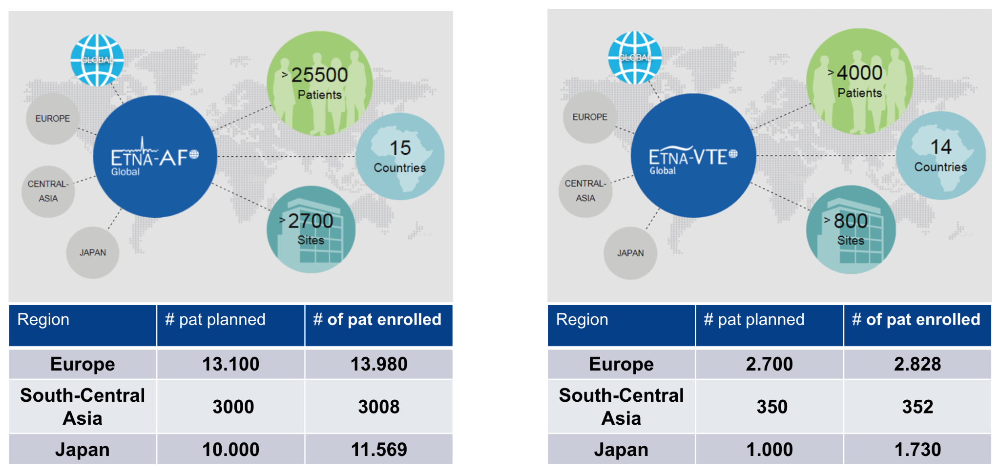 GLOBAL
> 25500
Patients
EUROPE
15
Countries
ETNA-AF
Global
CENTRAL-
ASIA
> 2700
Sites
JAPAN
Region # pat planned # of pat enrolled
Europe 13.100 13.980
South-Central
Asia 3000 3008
Japan 10.000 11.569
GLOBAL
> 4000
Patients
EUROPE
14
Countries
ETNA-VTE
Global
CENTRAL-
ASIA
> 800
Sites
JAPAN
Region # pat planned # of pat enrolled
Europe 2.700 2.828
South-Central
Asia 350 352
Japan 1.000 1.730